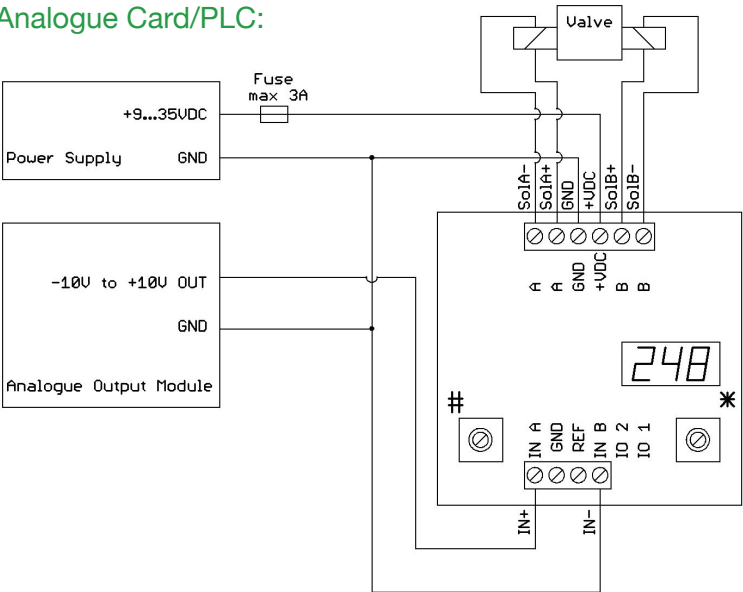 Analogue Card/PLC:
Valve
Fuse
max 3A
+9...35VDC
Power Supply
GND
SolA-
SolA+
GND
+VDC
SolB+
SolB-
-10V to +10V OUT
GND
Analogue Output Module
A
A
GND
+VDC
B
B
248
#
*
IN A
GND
REF
IN B
IO 2
IO 1
IN+
IN-